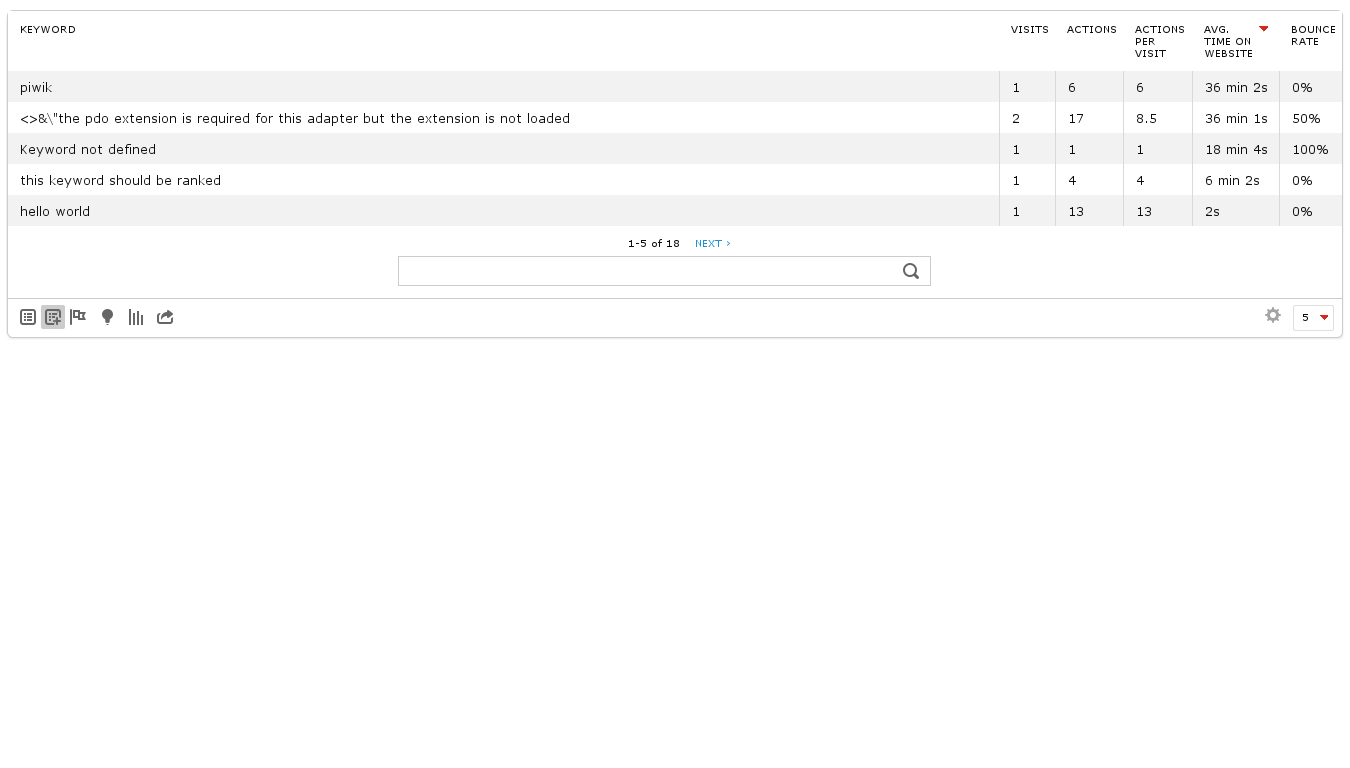 KEYWORD VISITS ACTIONS ACTIONS PER VISIT AVG. TIME ON WEBSITE BOUNCE RATE
piwik 1 6 6 36 min 2s 0%
<>&\"the pdo extension is required for this adapter but the extension is not loaded 2 17 8.5 36 min 1s 50%
Keyword not defined 1 1 1 18 min 4s 100%
this keyword should be ranked 1 4 4 6 min 2s 0%
hello world 1 13 13 2s 0%
1-5 of 18 NEXT ›
5